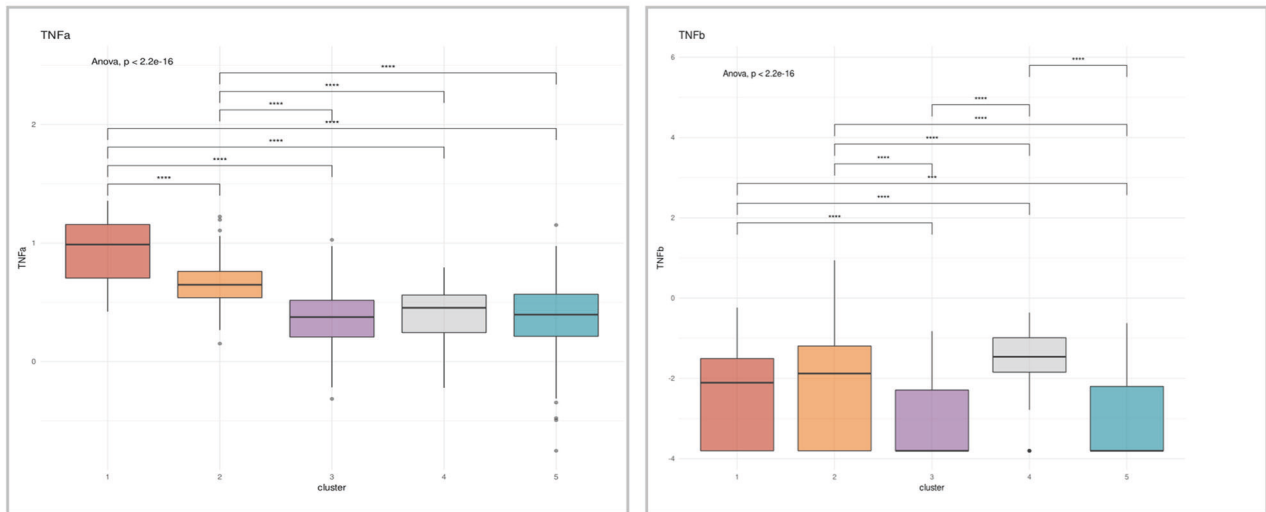 TNFa
Anova, p < 2.2e-16
****
****
****
****
****
****
****
2
1
0
TNFa
1 2 3 4 5
cluster
TNFb
6
Anova, p < 2.2e-16
****
****
****
****
****
***
****
****
4
2
0
-2
-4
TNFb
1 2 3 4 5
cluster